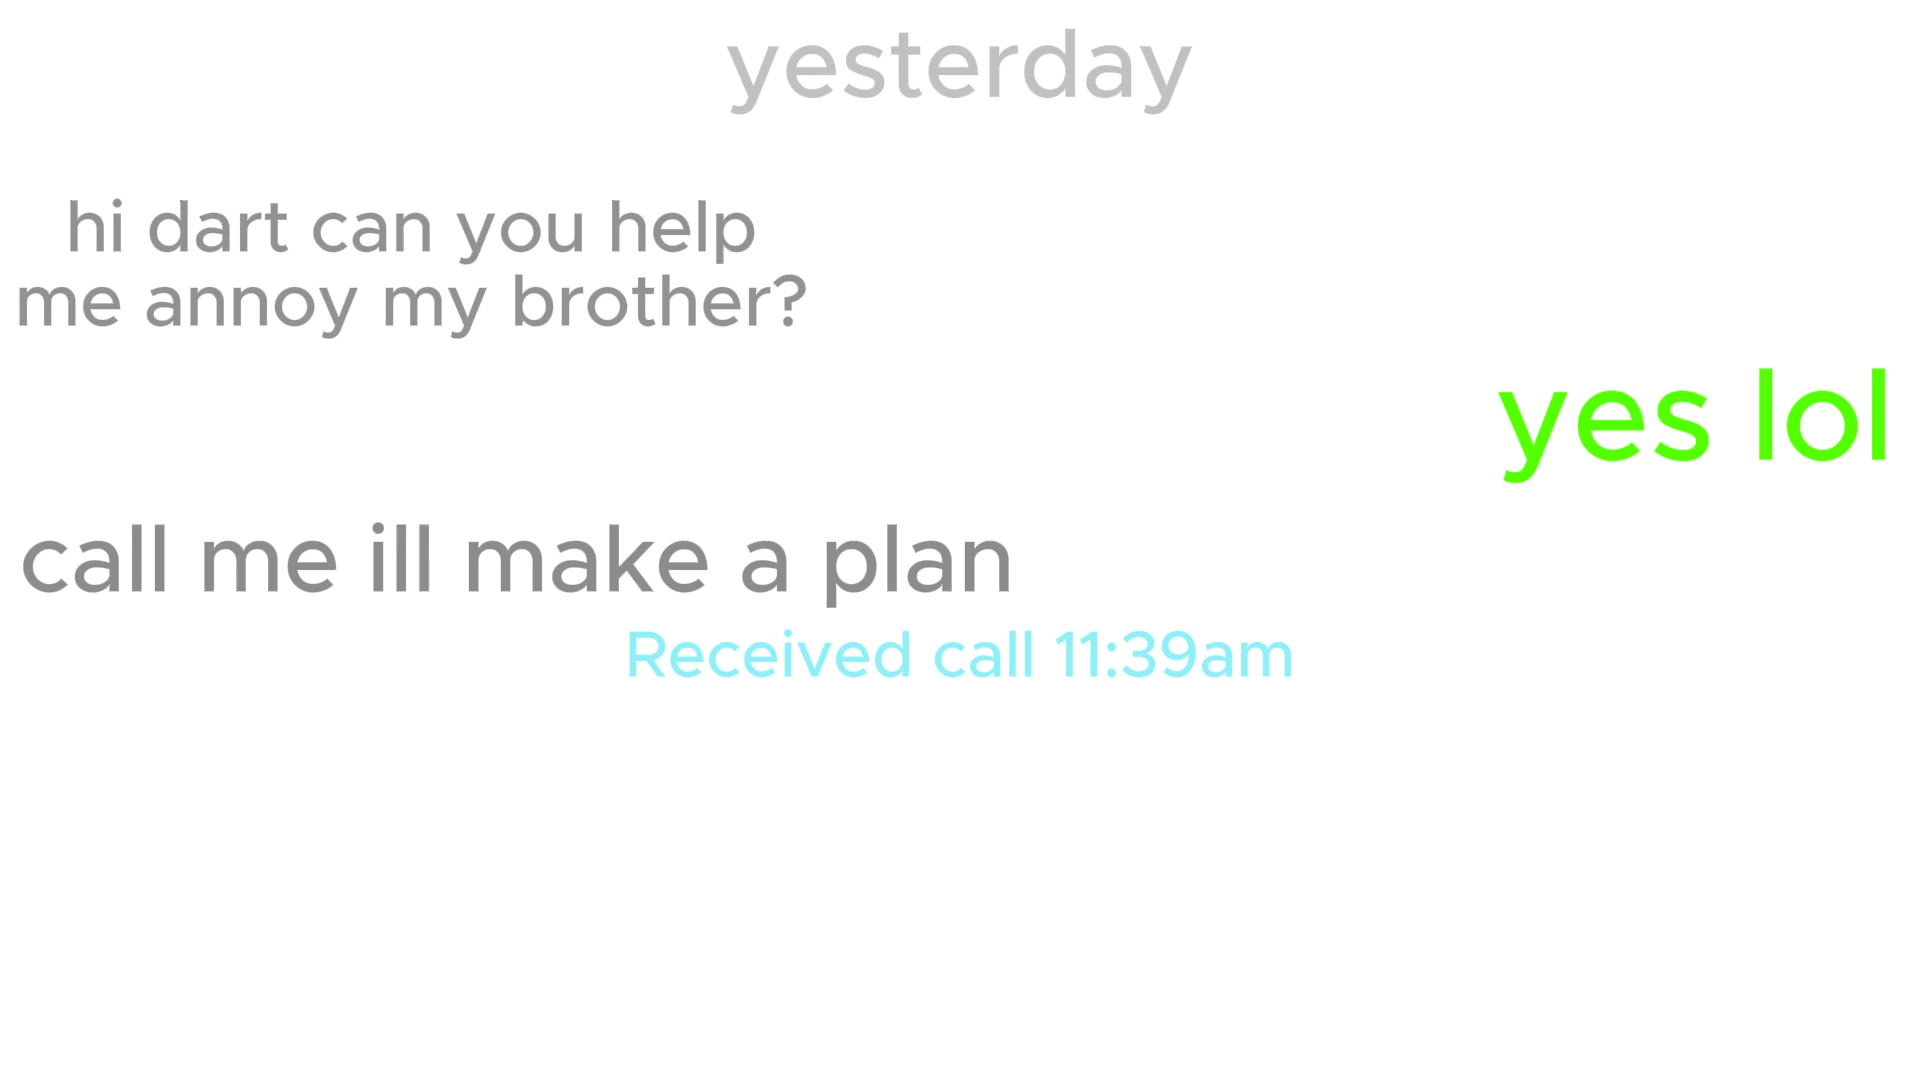 yesterday
hi dart can you help
me annoy my brother?
yes lol
call me ill make a plan
Received call 11:39am